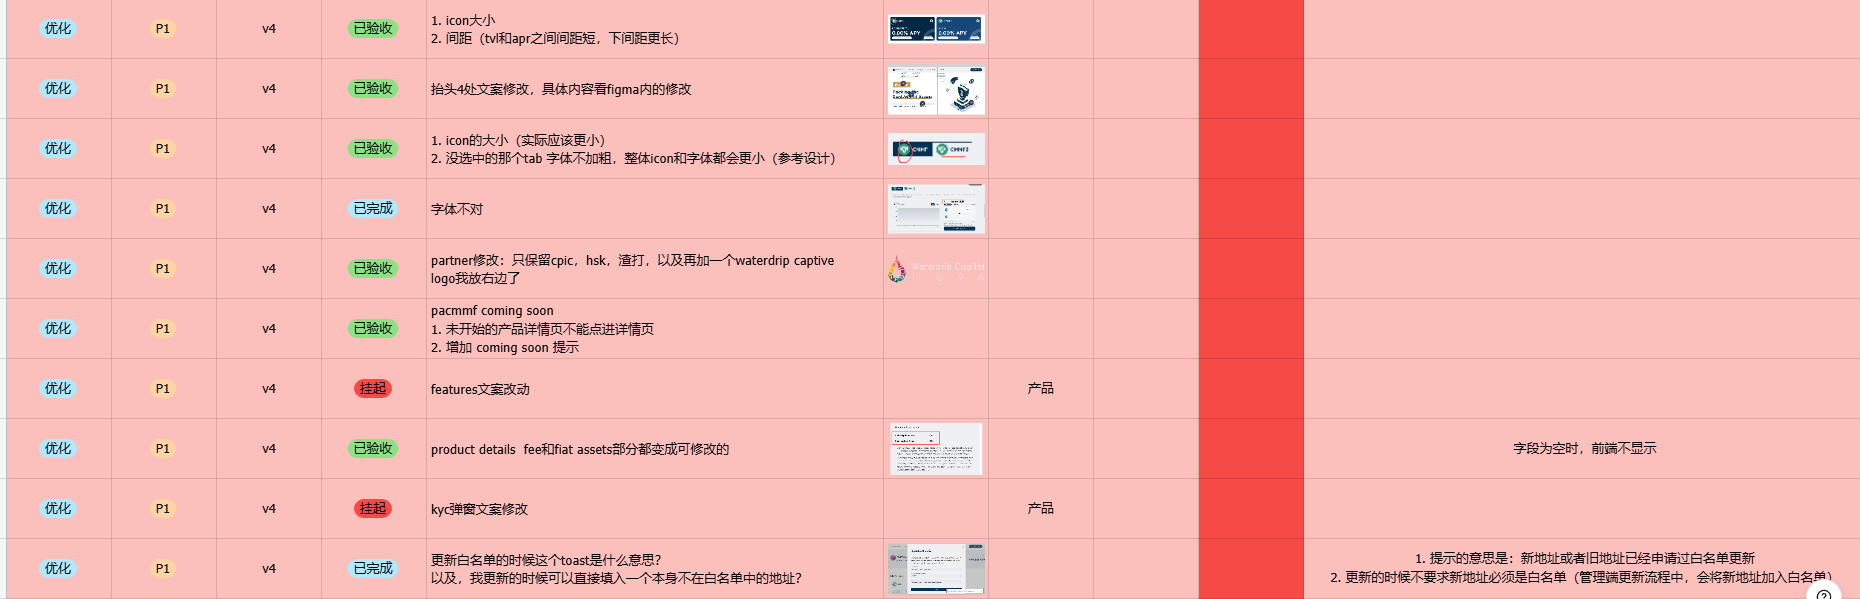 优化 P1 v4 已验收 1. icon大小
2. 间距（tvl和apr之间间距短，下间距更长）
0.00% APY 0.00% APY
优化 P1 v4 已验收 抬头4处文案修改，具体内容看figma内的修改
优化 P1 v4 已验收 1. icon的大小（实际应该更小）
2. 没选中的那个tab 字体不加粗，整体icon和字体都会更小（参考设计）
CMMF CMMF2
优化 P1 v4 已完成 字体不对
优化 P1 v4 已验收 partner修改：只保留cpic，hsk，渣打，以及再加一个waterdrip captive
logo我放右边了
Waterdrip Capital
优化 P1 v4 已验收 pacmmf coming soon
1. 未开始的产品详情页不能点进详情页
2. 增加 coming soon 提示
优化 P1 v4 挂起 features文案改动 产品
优化 P1 v4 已验收 product details  fee和fiat assets部分都变成可修改的 字段为空时，前端不显示
优化 P1 v4 挂起 kyc弹窗文案修改 产品
优化 P1 v4 已完成 更新白名单的时候这个toast是什么意思？
以及，我更新的时候可以直接填入一个本身不在白名单中的地址？
1. 提示的意思是：新地址或者旧地址已经申请过白名单更新
2. 更新的时候不要求新地址必须是白名单（管理端更新流程中，会将新地址加入白名单）